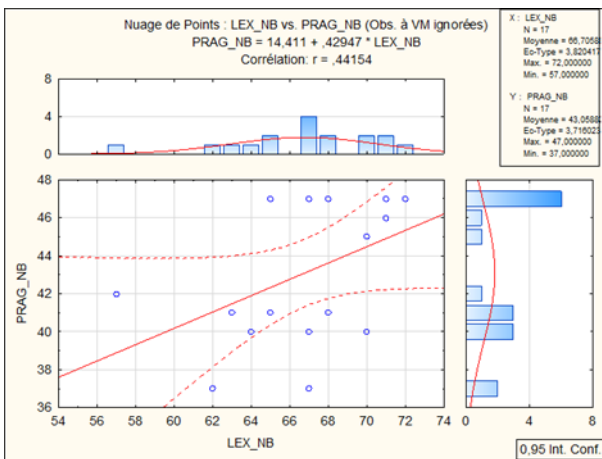 Nuage de Points : LEX_NB vs. PRAG_NB (Obs. à VM ignorées)
PRAG_NB = 14,411 + ,42947 * LEX_NB
Corrélation: r = ,44154
X : LEX_NB
N = 17
Moyenne = 66,70588
Ec-Type = 3,820417
Max. = 72,000000
Min. = 57,000000
Y : PRAG_NB
N = 17
Moyenne = 43,05882
Ec-Type = 3,716023
Max. = 47,000000
Min. = 37,000000
8
4
0
48
46
44
42
40
38
36
PRAG_NB
54 56 58 60 62 64 66 68 70 72 74
LEX_NB
0 4 8
0,95 Int. Conf.